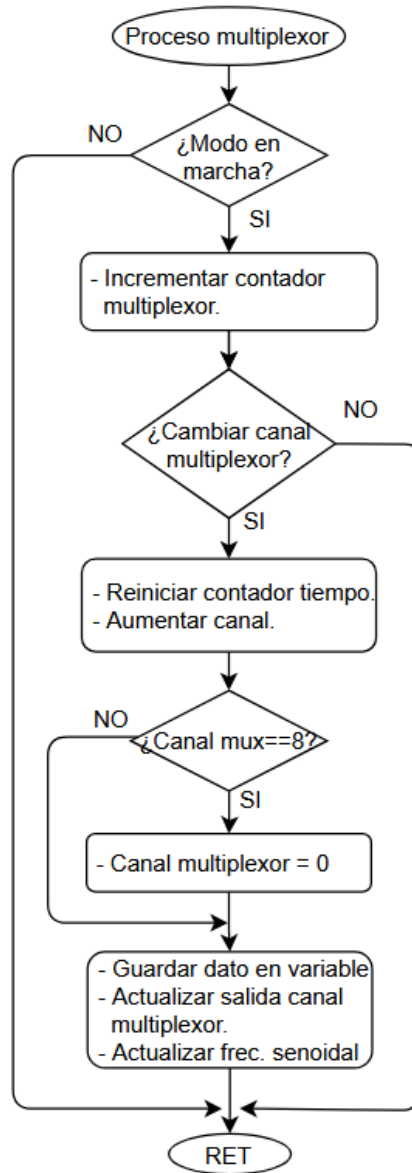 Proceso multiplexor
NO
¿Modo en
marcha?
SI
- Incrementar contador
multiplexor.
NO
¿Cambiar canal
multiplexor?
SI
- Reiniciar contador tiempo.
- Aumentar canal.
NO
¿Canal mux==8?
SI
- Canal multiplexor = 0
- Guardar dato en variable
- Actualizar salida canal
multiplexor.
- Actualizar frec. senoidal
RET